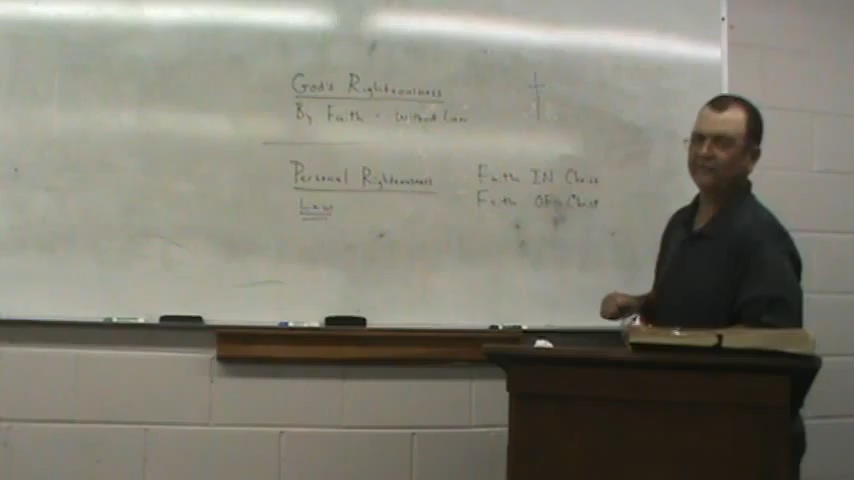 God's Righteousness
By Faith - Without Law
Personal Righteousness
Law
Faith IN Christ
Faith OF Christ